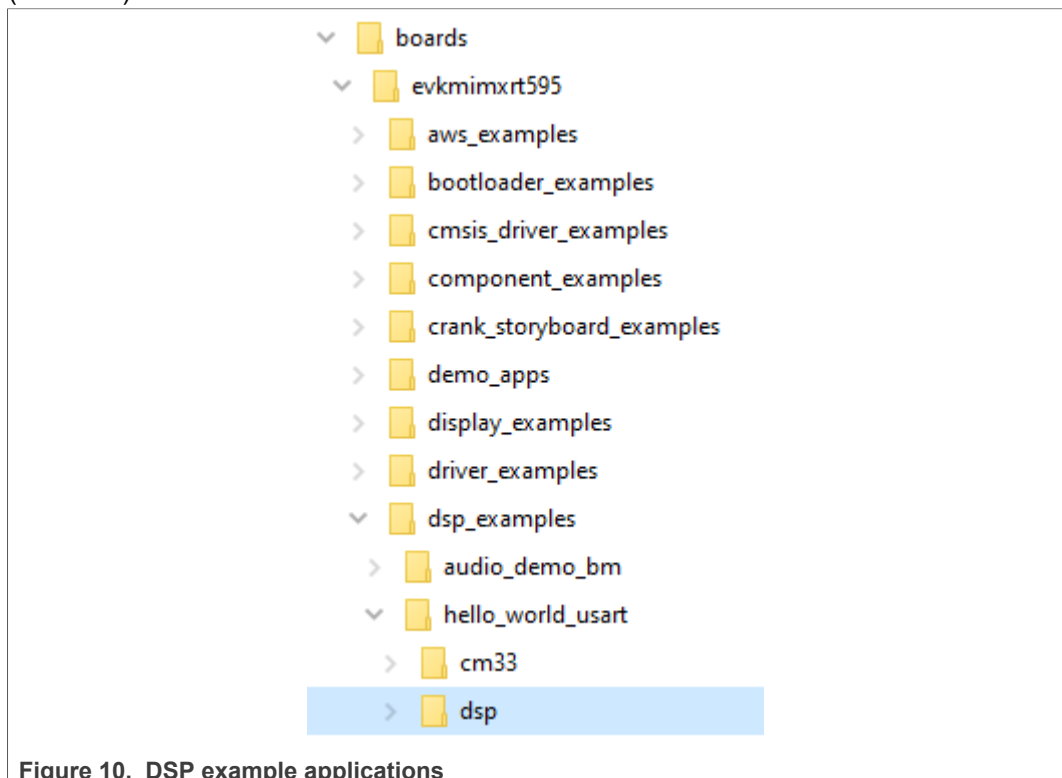 boards
evkmimxrt595
aws_examples
bootloader_examples
cmsis_driver_examples
component_examples
crank_storyboard_examples
demo_apps
display_examples
driver_examples
dsp_examples
audio_demo_bm
hello_world_usart
cm33
dsp
Figure 10. DSP example applications